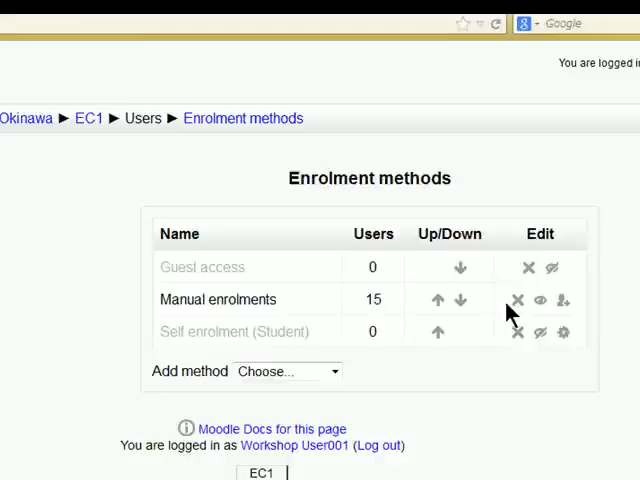 Google
You are logged i
Okinawa ► EC1 ► Users ► Enrolment methods
Enrolment methods
Name Users Up/Down Edit
Guest access 0
Manual enrolments 15
Self enrolment (Student) 0
Add method Choose...
Moodle Docs for this page
You are logged in as Workshop User001 (Log out)
EC1